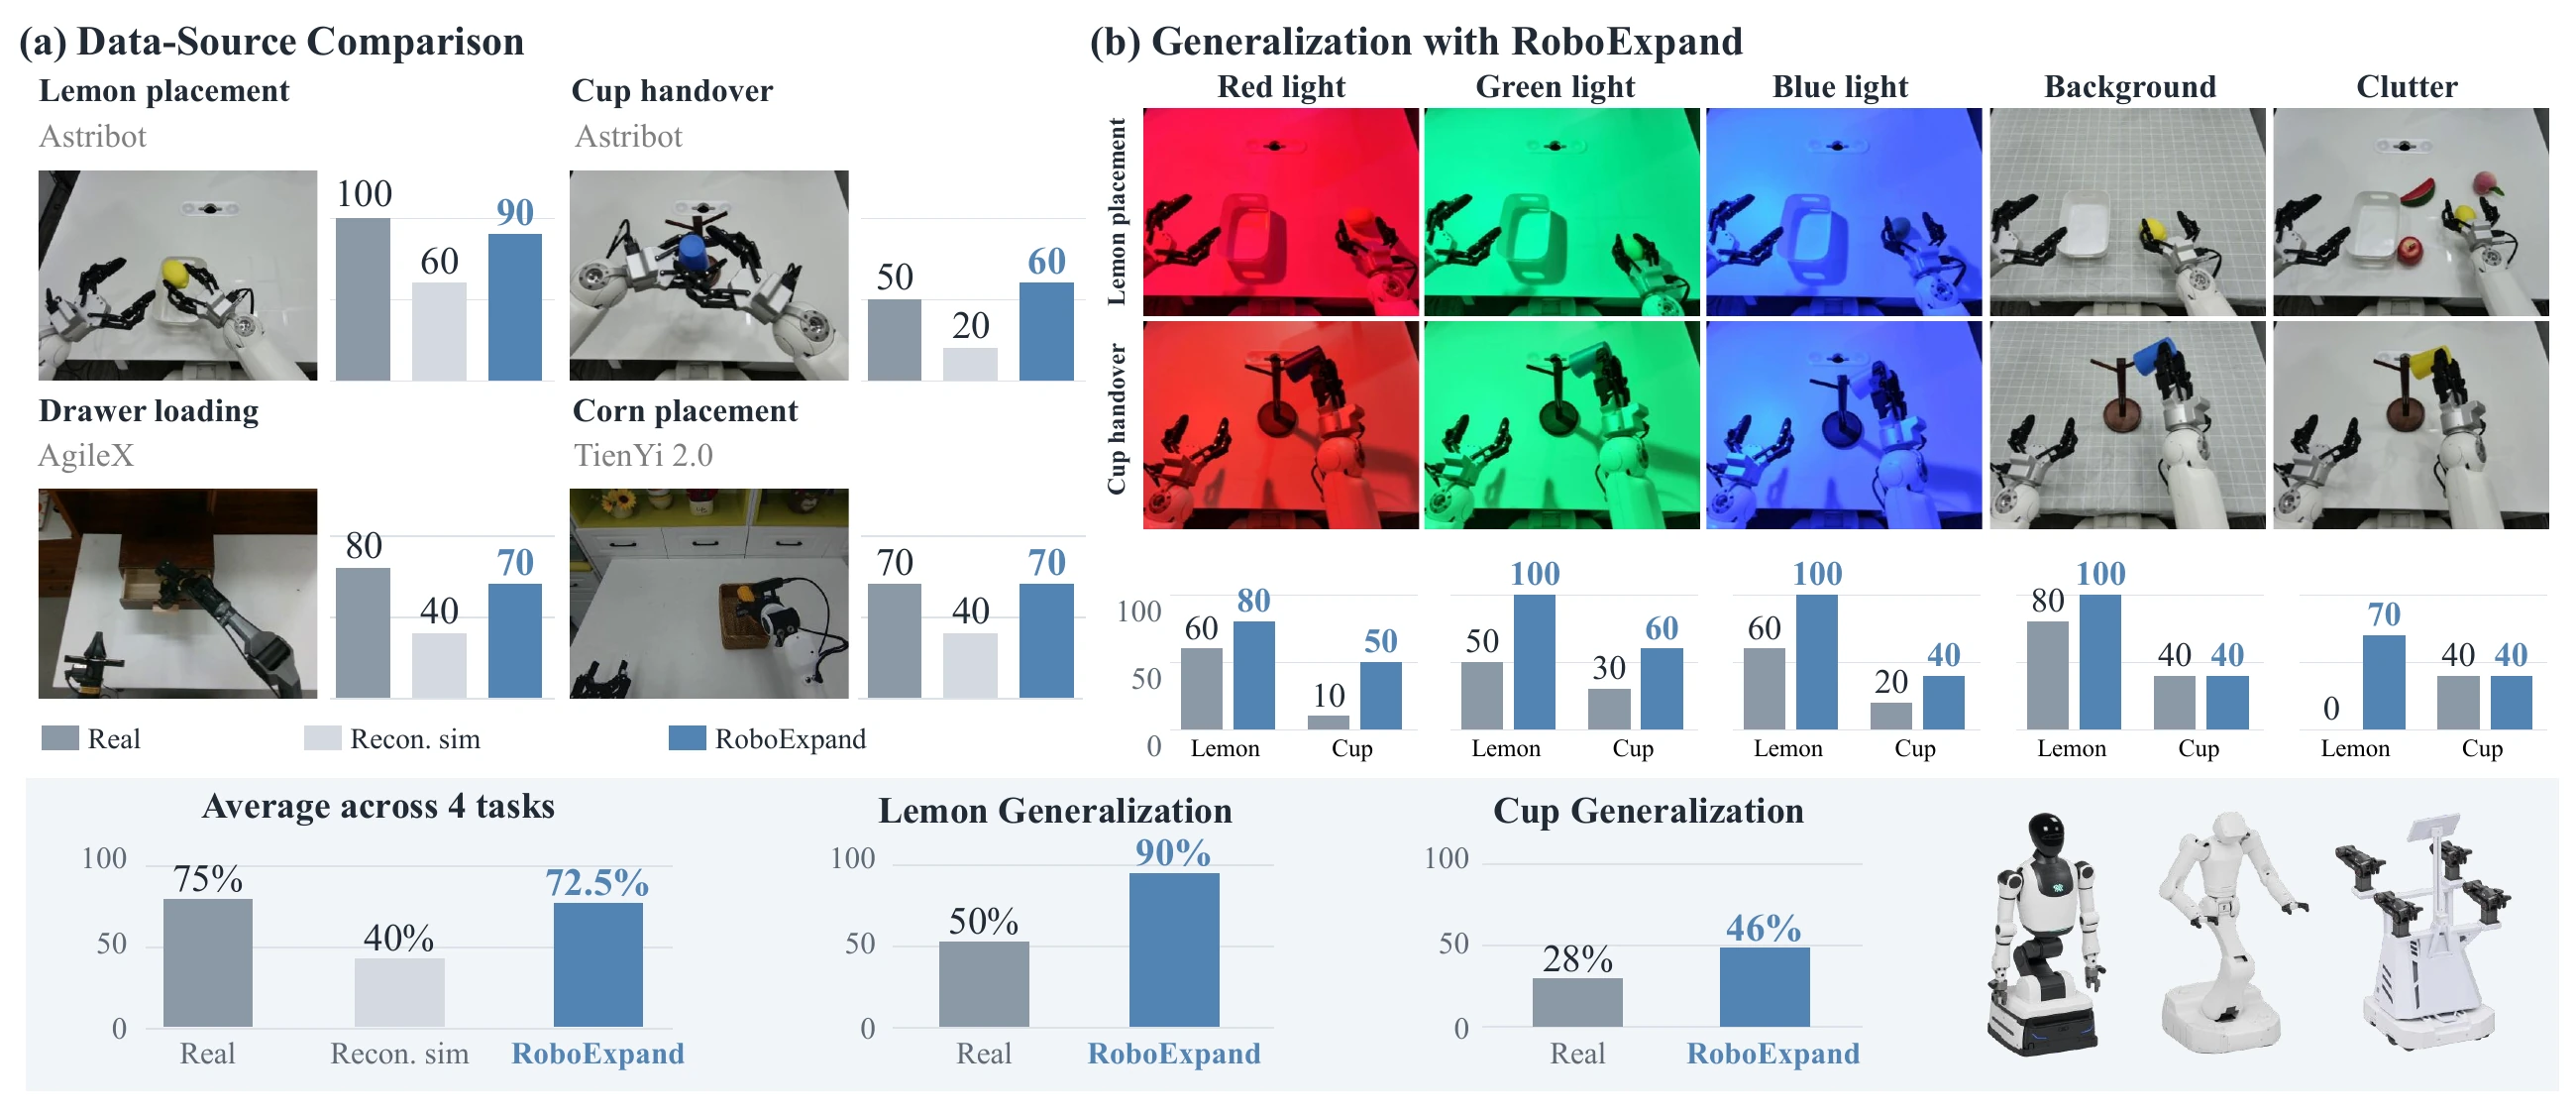 (a) Data-Source Comparison
Lemon placement
Astribot
100
60
90
Cup handover
Astribot
50
20
60
Drawer loading
AgileX
80
40
70
Corn placement
TienYi 2.0
70
40
70
Real
Recon. sim
RoboExpand
(b) Generalization with RoboExpand
Red light
Green light
Blue light
Background
Clutter
Lemon placement
Cup handover
100
50
0
60
80
10
50
Lemon
Cup
50
100
30
60
Lemon
Cup
60
100
20
40
Lemon
Cup
80
100
40
40
Lemon
Cup
0
70
40
40
Lemon
Cup
Average across 4 tasks
100
50
0
75%
40%
72.5%
Real
Recon. sim
RoboExpand
Lemon Generalization
100
50
0
50%
90%
Real
RoboExpand
Cup Generalization
100
50
0
28%
46%
Real
RoboExpand